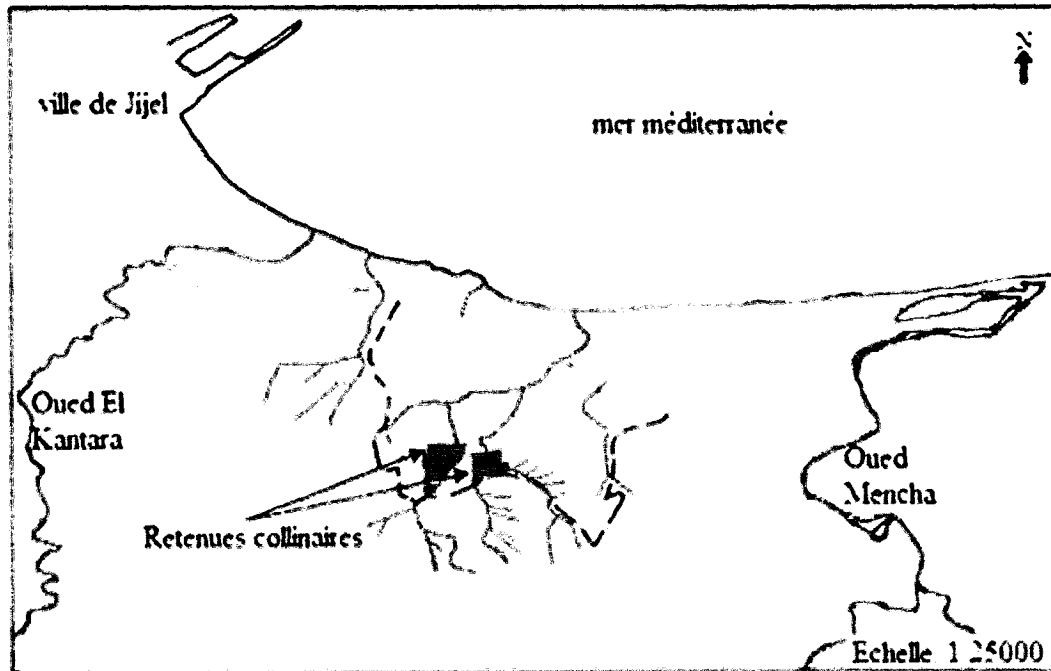 N
ville de Jijel
mer méditerranée
Oued El
Kantara
Oued
Mencha
Retenues collinaires
Echelle 1 25000